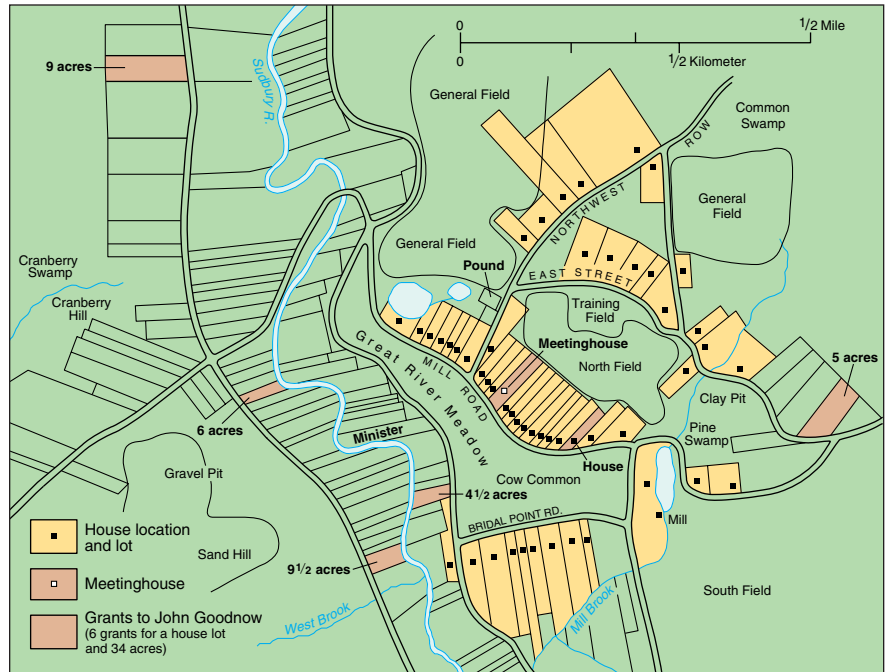 0
1/2 Mile
0
1/2 Kilometer
9 acres
Sudbury R.
General Field
Common
Swamp
NORTHWEST ROW
General
Field
General Field
Cranberry
Swamp
Pound
EAST STREET
Cranberry
Hill
Training
Field
Meetinghouse
North Field
5 acres
Great River Meadow
MILL ROAD
Clay Pit
6 acres
Minister
Pine
Swamp
House
Gravel Pit
Cow Common
4 1/2 acres
BRIDAL POINT RD.
Mill
House location
and lot
Sand Hill
9 1/2 acres
Meetinghouse
South Field
Grants to John Goodnow
(6 grants for a house lot
and 34 acres)
West Brook
Mill Brook